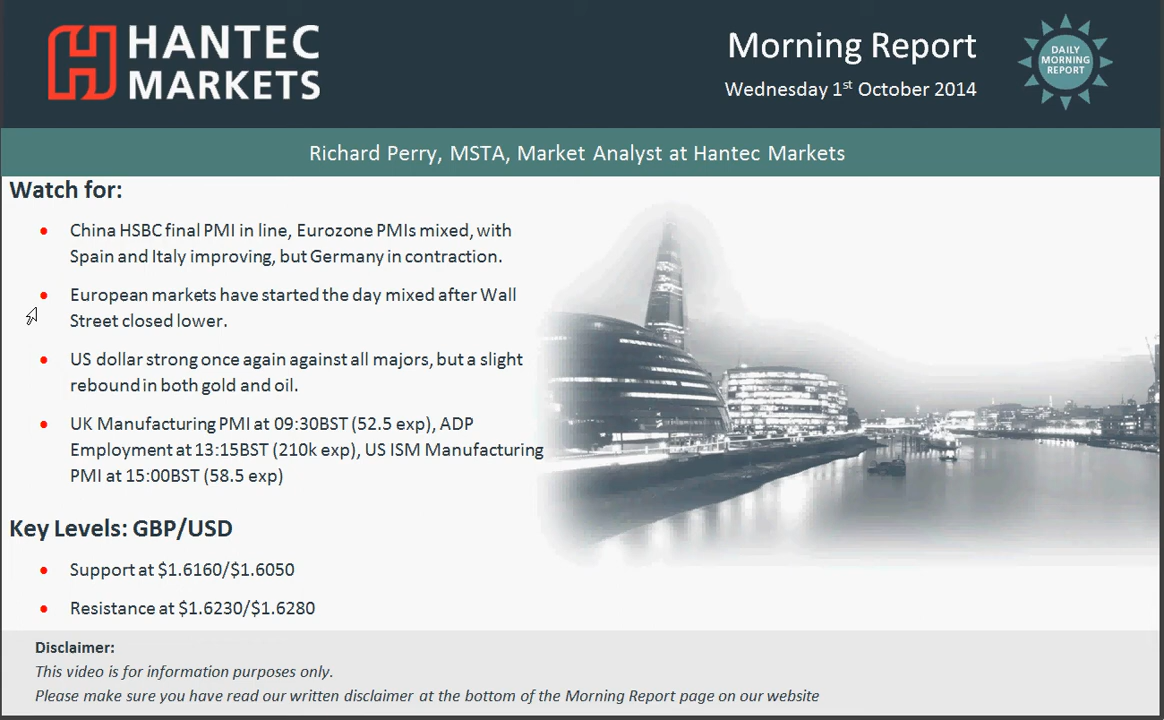 HANTEC
MARKETS
Morning Report
Wednesday 1st October 2014
DAILY
MORNING
REPORT
Richard Perry, MSTA, Market Analyst at Hantec Markets
Watch for:
• China HSBC final PMI in line, Eurozone PMIs mixed, with
Spain and Italy improving, but Germany in contraction.
• European markets have started the day mixed after Wall
Street closed lower.
• US dollar strong once again against all majors, but a slight
rebound in both gold and oil.
• UK Manufacturing PMI at 09:30BST (52.5 exp), ADP
Employment at 13:15BST (210k exp), US ISM Manufacturing
PMI at 15:00BST (58.5 exp)
Key Levels: GBP/USD
• Support at $1.6160/$1.6050
• Resistance at $1.6230/$1.6280
Disclaimer:
This video is for information purposes only.
Please make sure you have read our written disclaimer at the bottom of the Morning Report page on our website